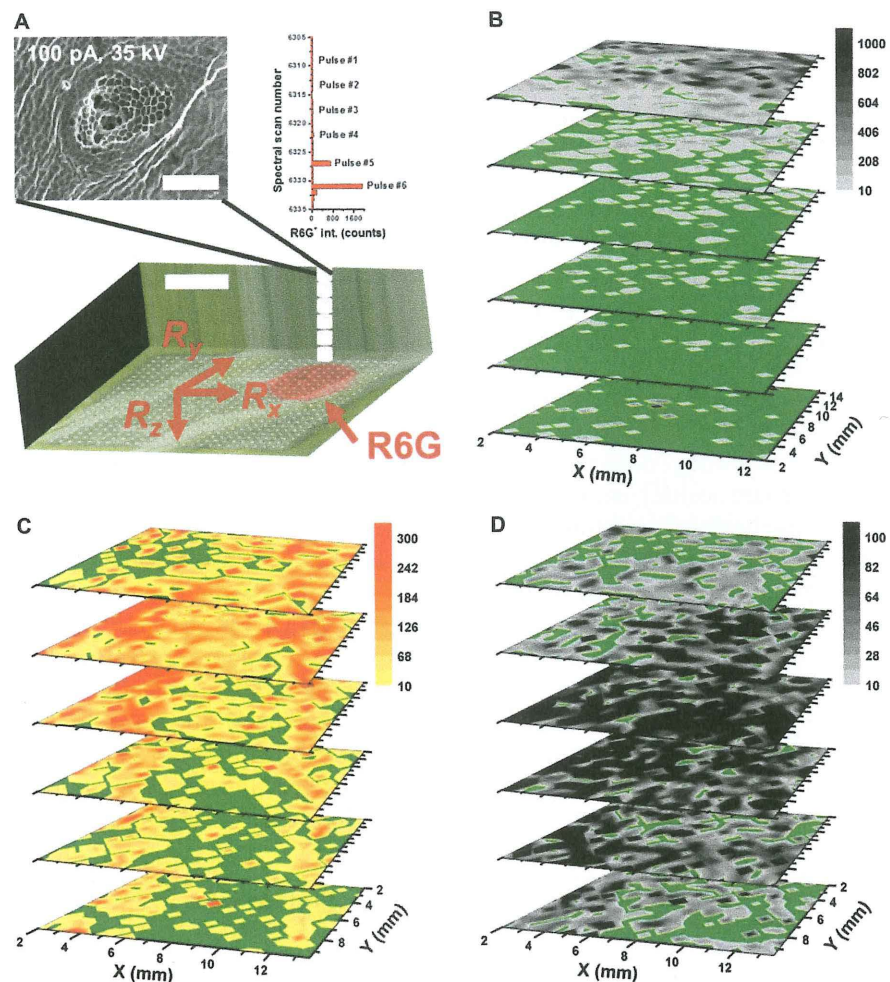 A
100 pA, 35 kV
Spectral scan number
6305
6310
6315
6320
6325
6330
6335
Pulse #1
Pulse #2
Pulse #3
Pulse #4
Pulse #5
Pulse #6
0 800 1600
R6G+ Int. (counts)
Ry
Rx
Rz
R6G
B
1000
802
604
406
208
10
14
12
10
8
6
4
2
Y (mm)
2 4 6 8 10 12
X (mm)
C
300
242
184
126
68
10
2
4
6
8
Y (mm)
2 4 6 8 10 12
X (mm)
D
100
82
64
46
28
10
2
4
6
8
Y (mm)
2 4 6 8 10 12
X (mm)